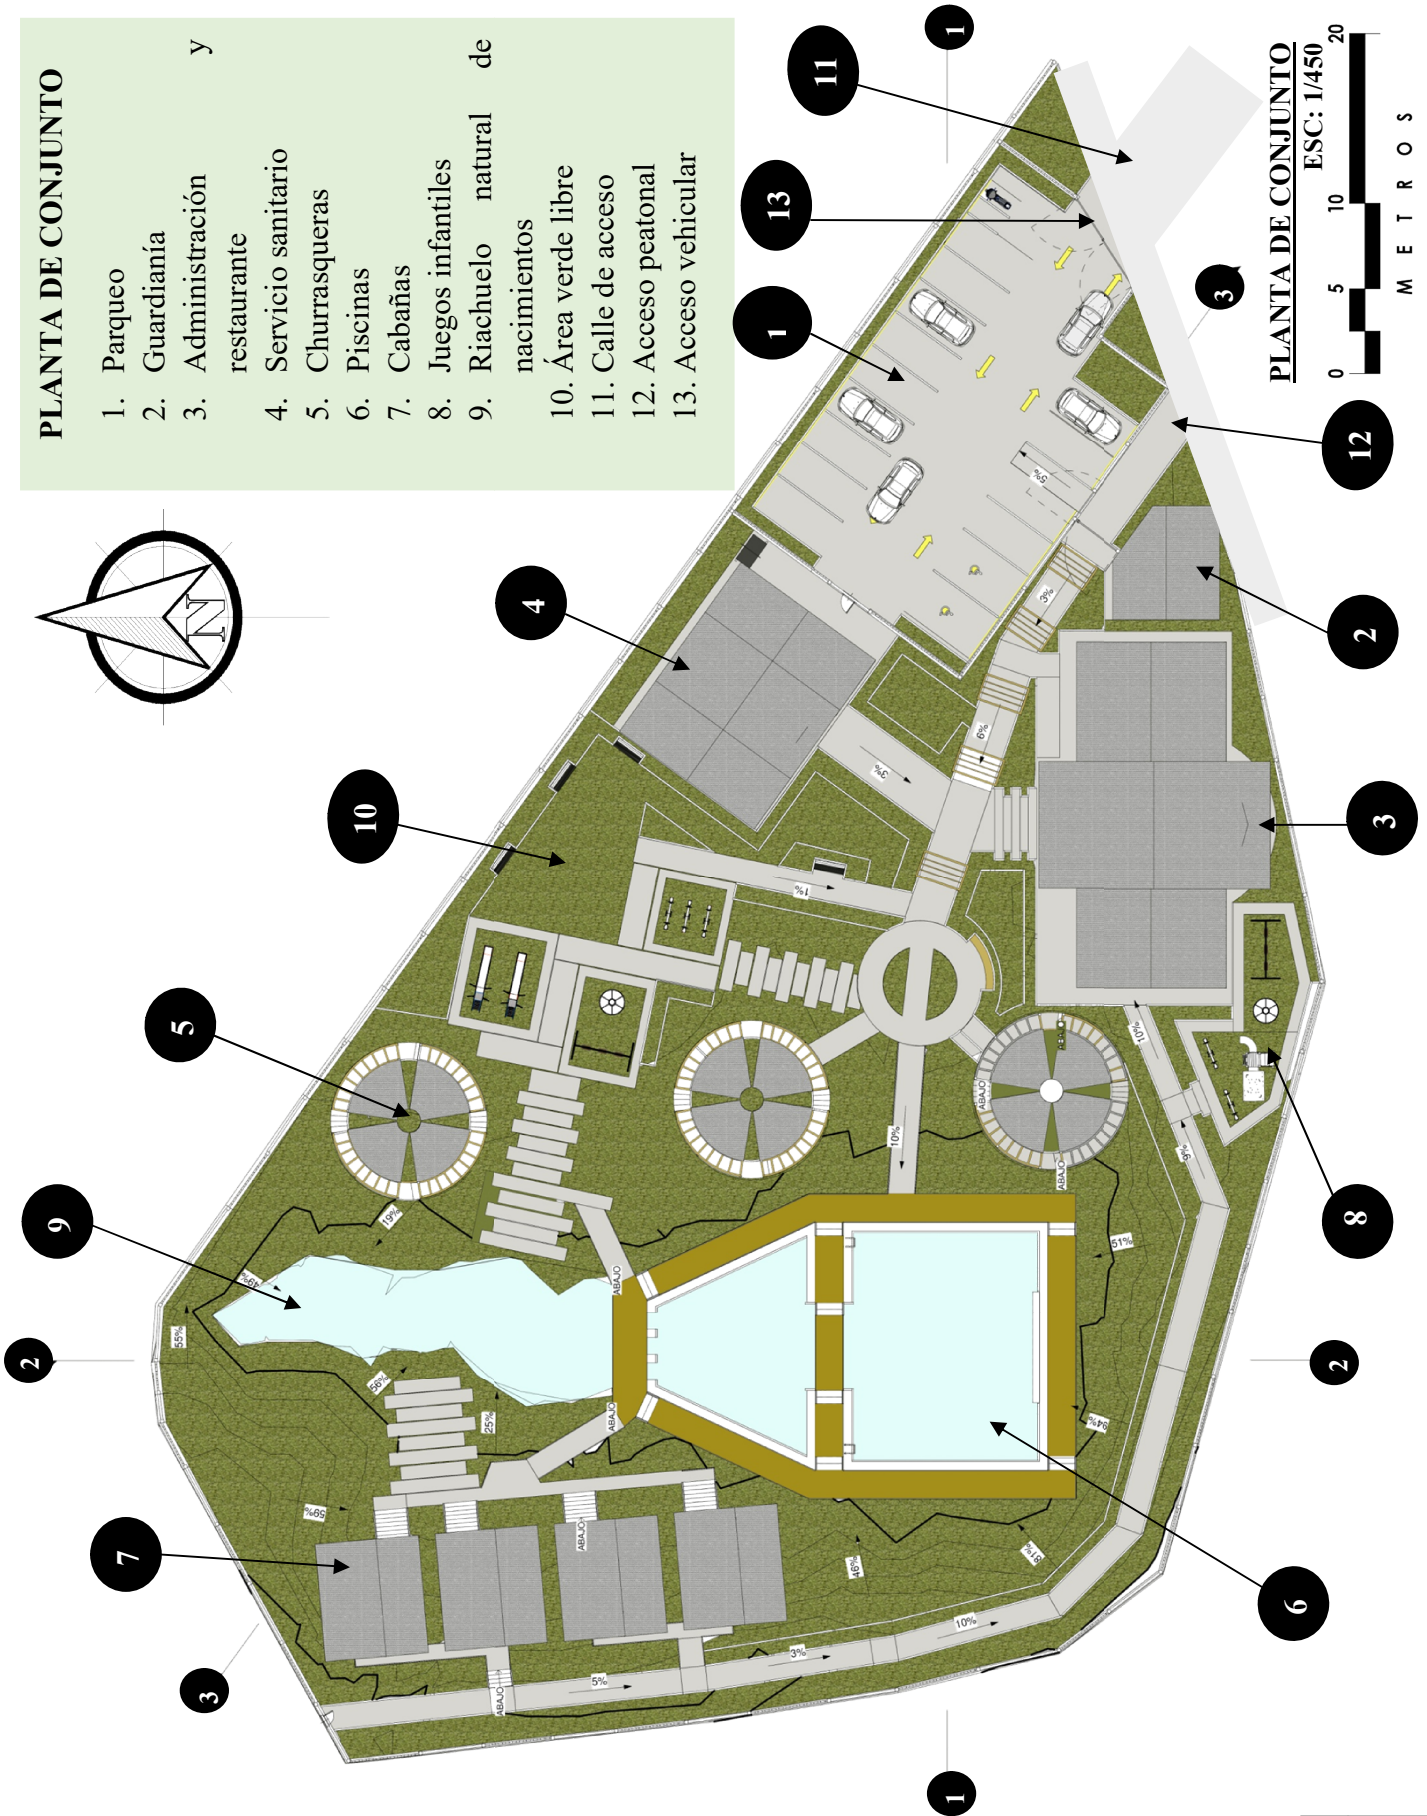 PLANTA DE CONJUNTO
1. Parqueo
2. Guardianía
3. Administración y
restaurante
4. Servicio sanitario
5. Churrasqueras
6. Piscinas
7. Cabañas
8. Juegos infantiles
9. Riachuelo natural de
nacimientos
10. Área verde libre
11. Calle de acceso
12. Acceso peatonal
13. Acceso vehicular
N
PLANTA DE CONJUNTO
ESC: 1/450
0 5 10 20
METROS
1
11
13
1
3
12
2
3
4
10
5
9
2
7
3
1
6
8
2
5%
3%
6%
3%
1%
10%
10%
9%
19%
49%
55%
56%
25%
59%
51%
84%
81%
46%
10%
3%
5%
ABAJO
ABAJO
ABAJO
ABAJO
ABAJO
ABAJO